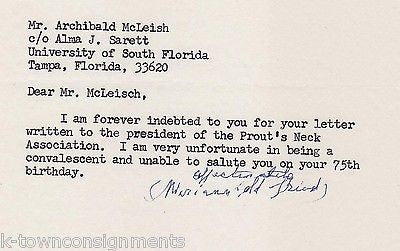 Mr. Archibald McLeish
c/o Alma J. Sarett
University of South Florida
Tampa, Florida, 33620
Dear Mr. McLeisch,
I am forever indebted to you for your letter
written to the president of the Prout's Neck
Association. I am very unfortunate in being a
convalescent and unable to salute you on your 75th
birthday.
k-townconsignments